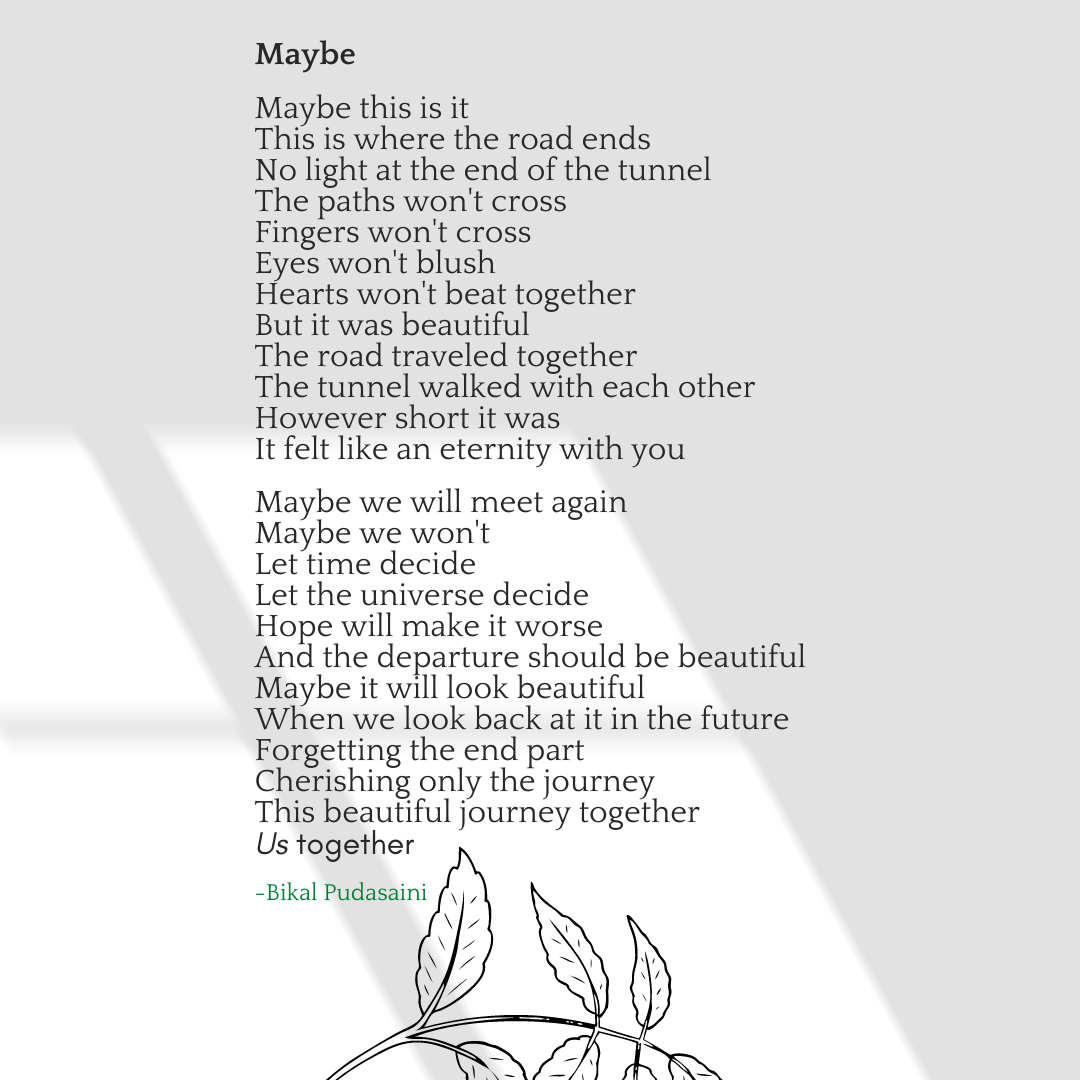 Maybe
Maybe this is it
This is where the road ends
No light at the end of the tunnel
The paths won't cross
Fingers won't cross
Eyes won't blush
Hearts won't beat together
But it was beautiful
The road traveled together
The tunnel walked with each other
However short it was
It felt like an eternity with you
Maybe we will meet again
Maybe we won't
Let time decide
Let the universe decide
Hope will make it worse
And the departure should be beautiful
Maybe it will look beautiful
When we look back at it in the future
Forgetting the end part
Cherishing only the journey
This beautiful journey together
Us together
-Bikal Pudasaini